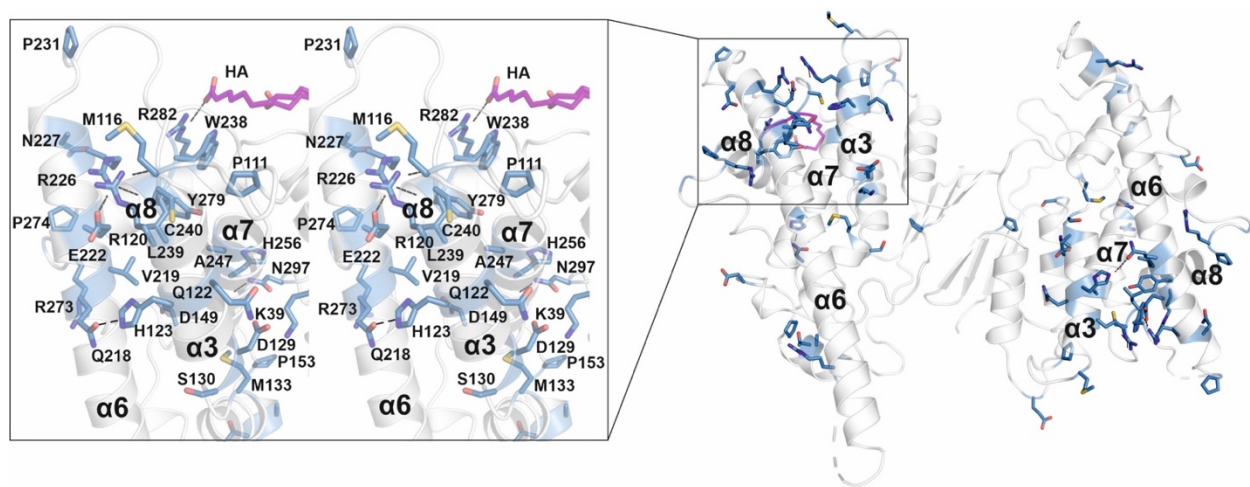 P231
HA
R282
M116
W238
N227
P111
R226
Y279
α8
P274
C240
α7
R120
H256
E222
L239
A247
V219
N297
Q122
R273
D149
K39
H123
α3
D129
Q218
P153
S130
M133
α6
P231
HA
R282
M116
W238
N227
P111
R226
Y279
α8
P274
C240
α7
R120
H256
E222
L239
A247
V219
N297
Q122
R273
D149
K39
H123
α3
D129
Q218
P153
S130
M133
α6
α8
α3
α7
α6
α6
α7
α8
α3